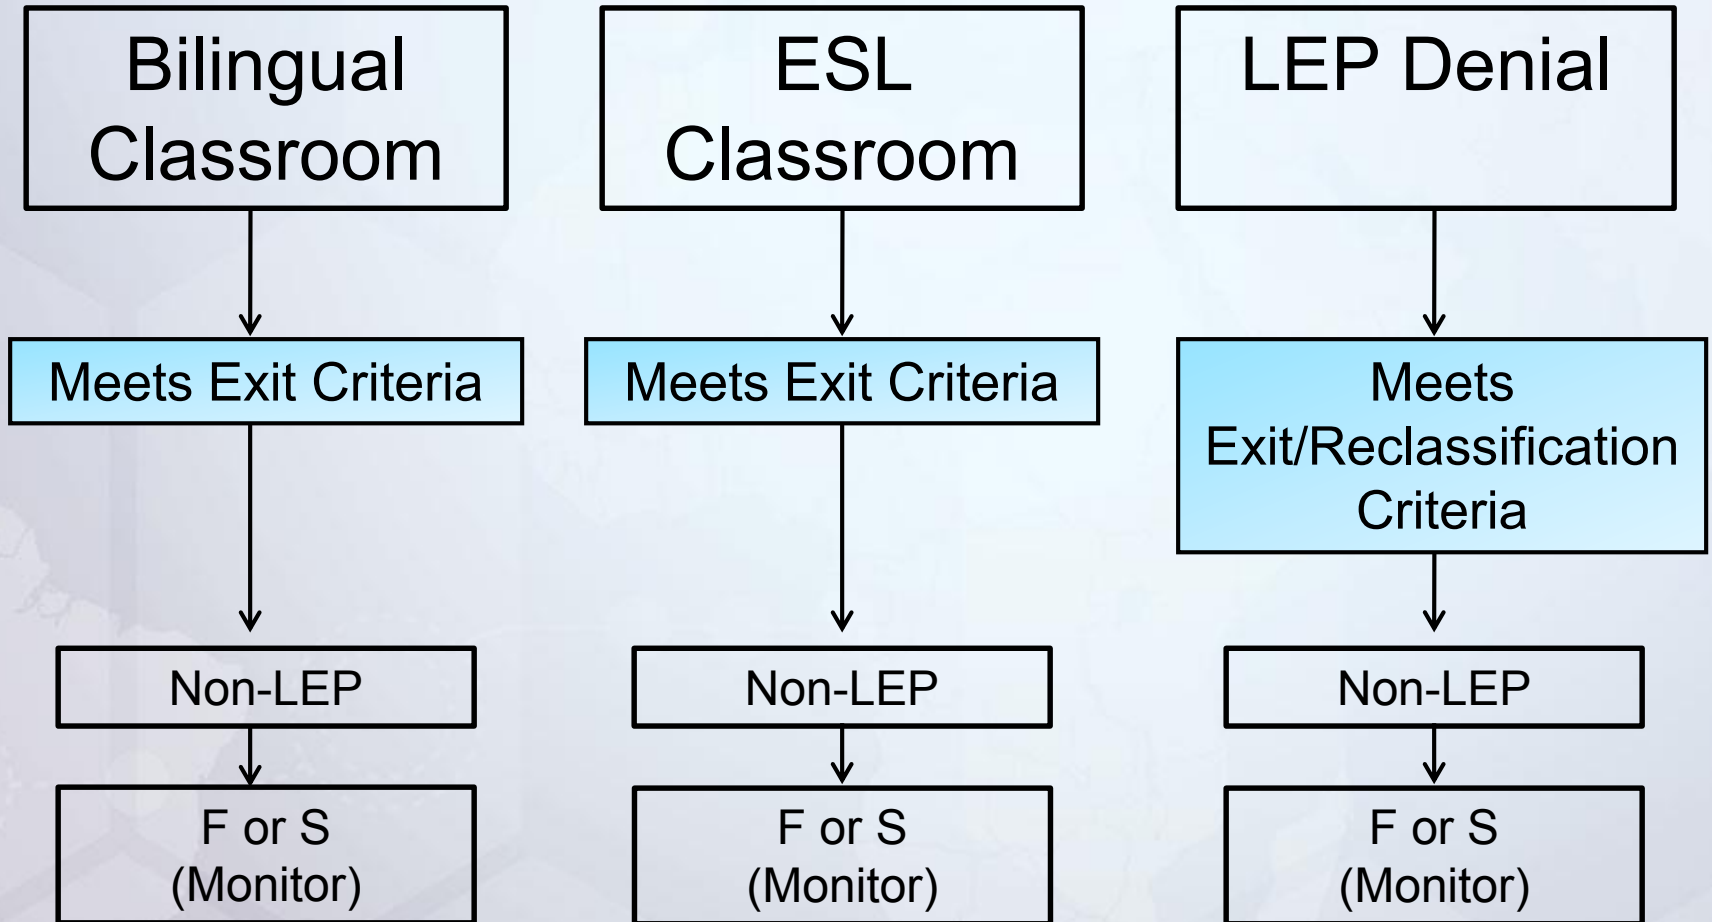 Bilingual
Classroom
ESL
Classroom
LEP Denial
Meets Exit Criteria
Meets Exit Criteria
Meets
Exit/Reclassification
Criteria
Non-LEP
Non-LEP
Non-LEP
F or S
(Monitor)
F or S
(Monitor)
F or S
(Monitor)